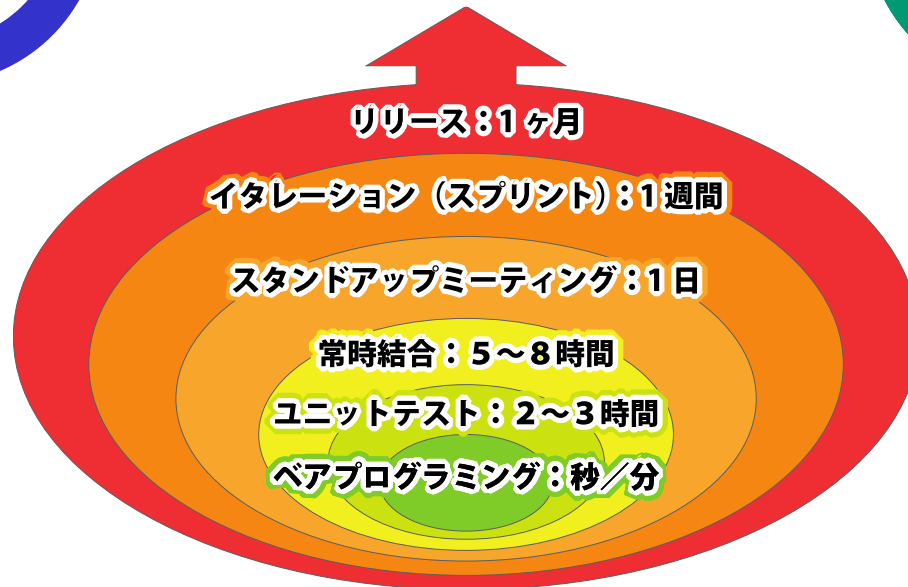 リリース：1ヶ月
イタレーション（スプリント）：1週間
スタンドアップミーティング：1日
常時結合：５～８時間
ユニットテスト：２～３時間
ベアプログラミング：秒／分